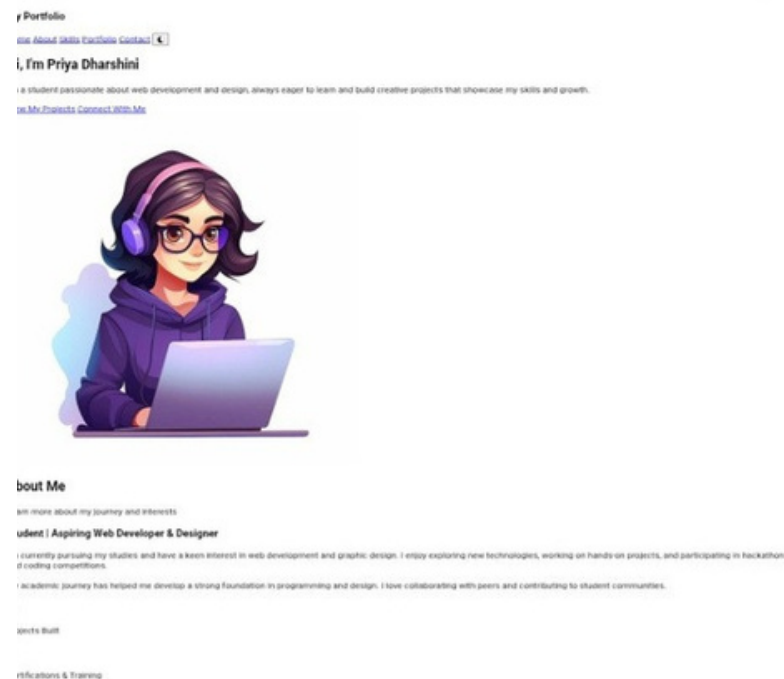 y Portfolio
me About Skills Portfolio Contact
i, I'm Priya Dharshini
a student passionate about web development and design, always eager to learn and build creative projects that showcase my skills and growth.
ew My Projects Connect With Me
bout Me
arn more about my journey and interests
udent | Aspiring Web Developer & Designer
currently pursuing my studies and have a keen interest in web development and graphic design. I enjoy exploring new technologies, working on hands-on projects, and participating in hackathon
d coding competitions.
academic journey has helped me develop a strong foundation in programming and design. I love collaborating with peers and contributing to student communities.
ojects Built
rtifications & Training